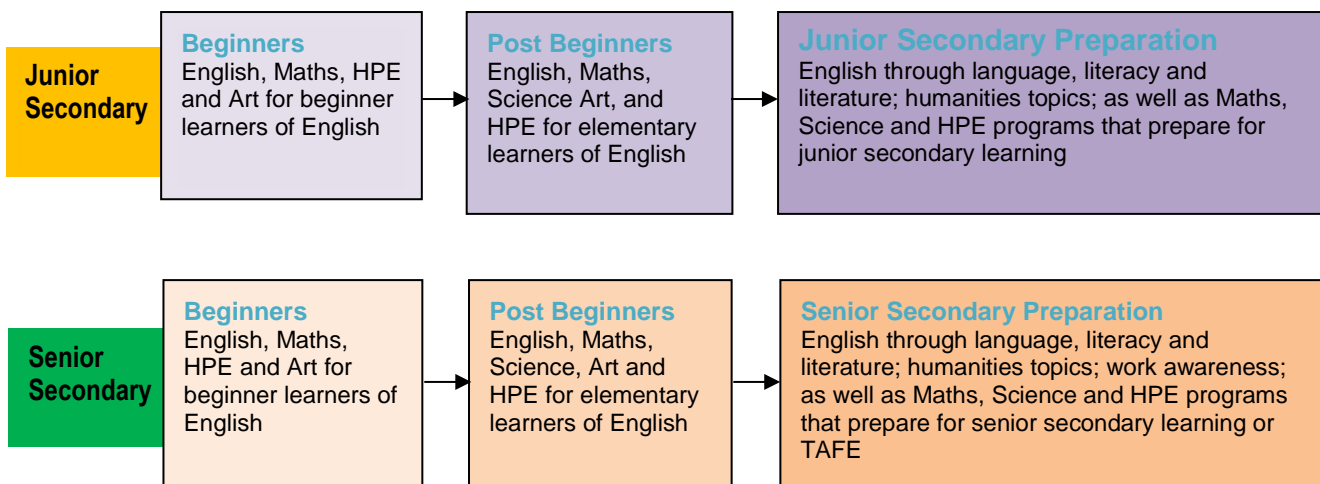 Junior
Secondary
Beginners
English, Maths, HPE
and Art for beginner
learners of English
Post Beginners
English, Maths,
Science Art, and
HPE for elementary
learners of English
Junior Secondary Preparation
English through language, literacy and
literature; humanities topics; as well as Maths,
Science and HPE programs that prepare for
junior secondary learning
Senior
Secondary
Beginners
English, Maths,
HPE and Art for
beginner learners of
English
Post Beginners
English, Maths,
Science, Art and
HPE for elementary
learners of English
Senior Secondary Preparation
English through language, literacy and
literature; humanities topics; work awareness;
as well as Maths, Science and HPE programs
that prepare for senior secondary learning or
TAFE